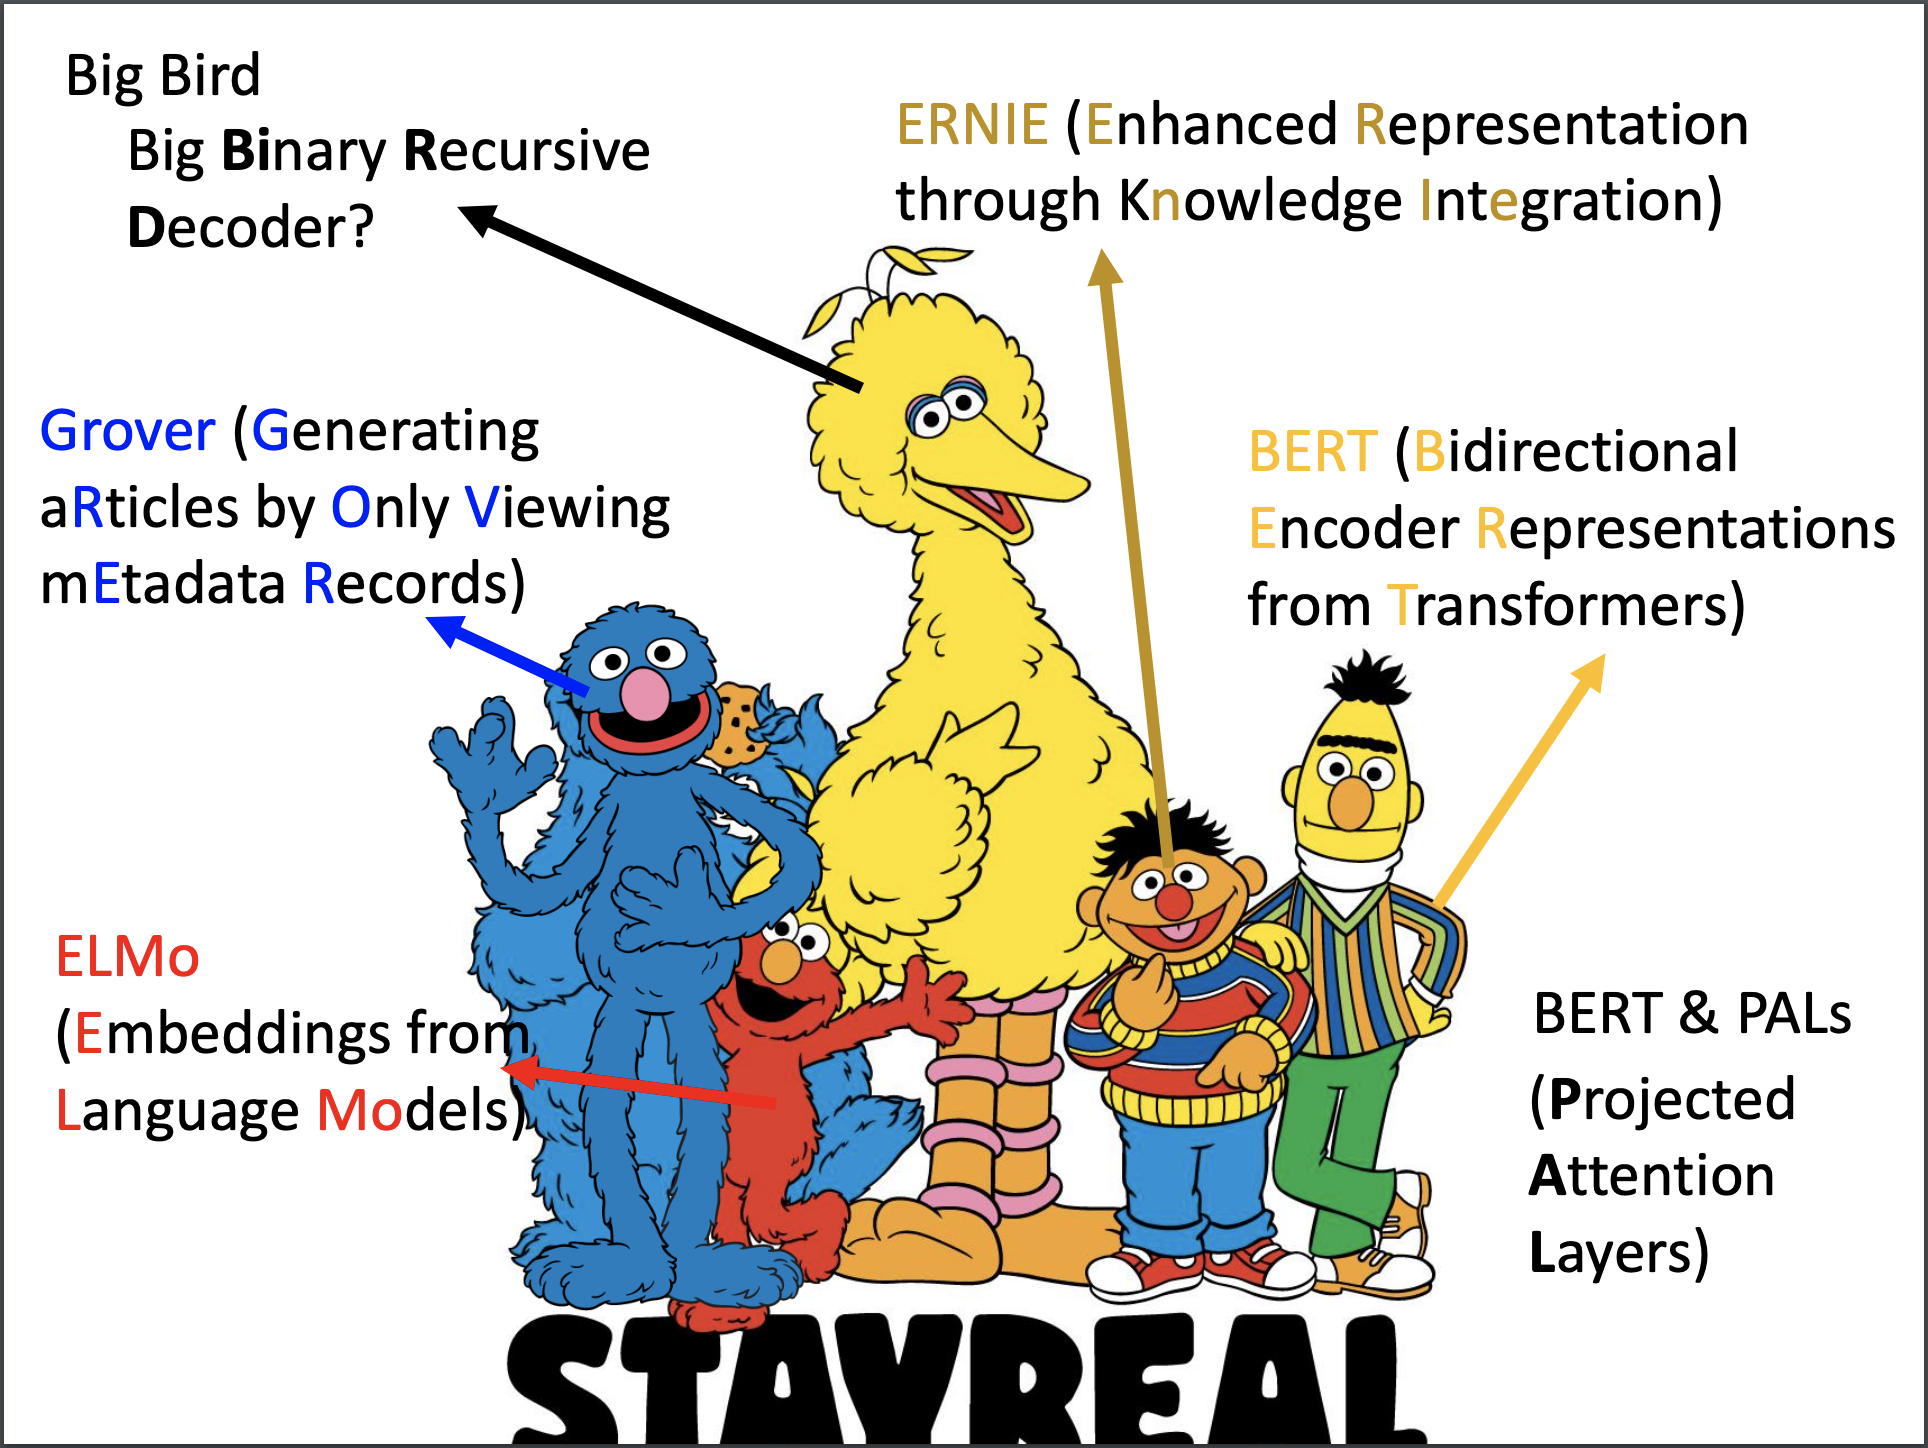 Big Bird
Big Binary Recursive
Decoder?
ERNIE (Enhanced Representation
through Knowledge Integration)
Grover (Generating
aRticles by Only Viewing
mEtadata Records)
BERT (Bidirectional
Encoder Representations
from Transformers)
ELMo
(Embeddings from
Language Models)
BERT & PALs
(Projected
Attention
Layers)
STAYREAL